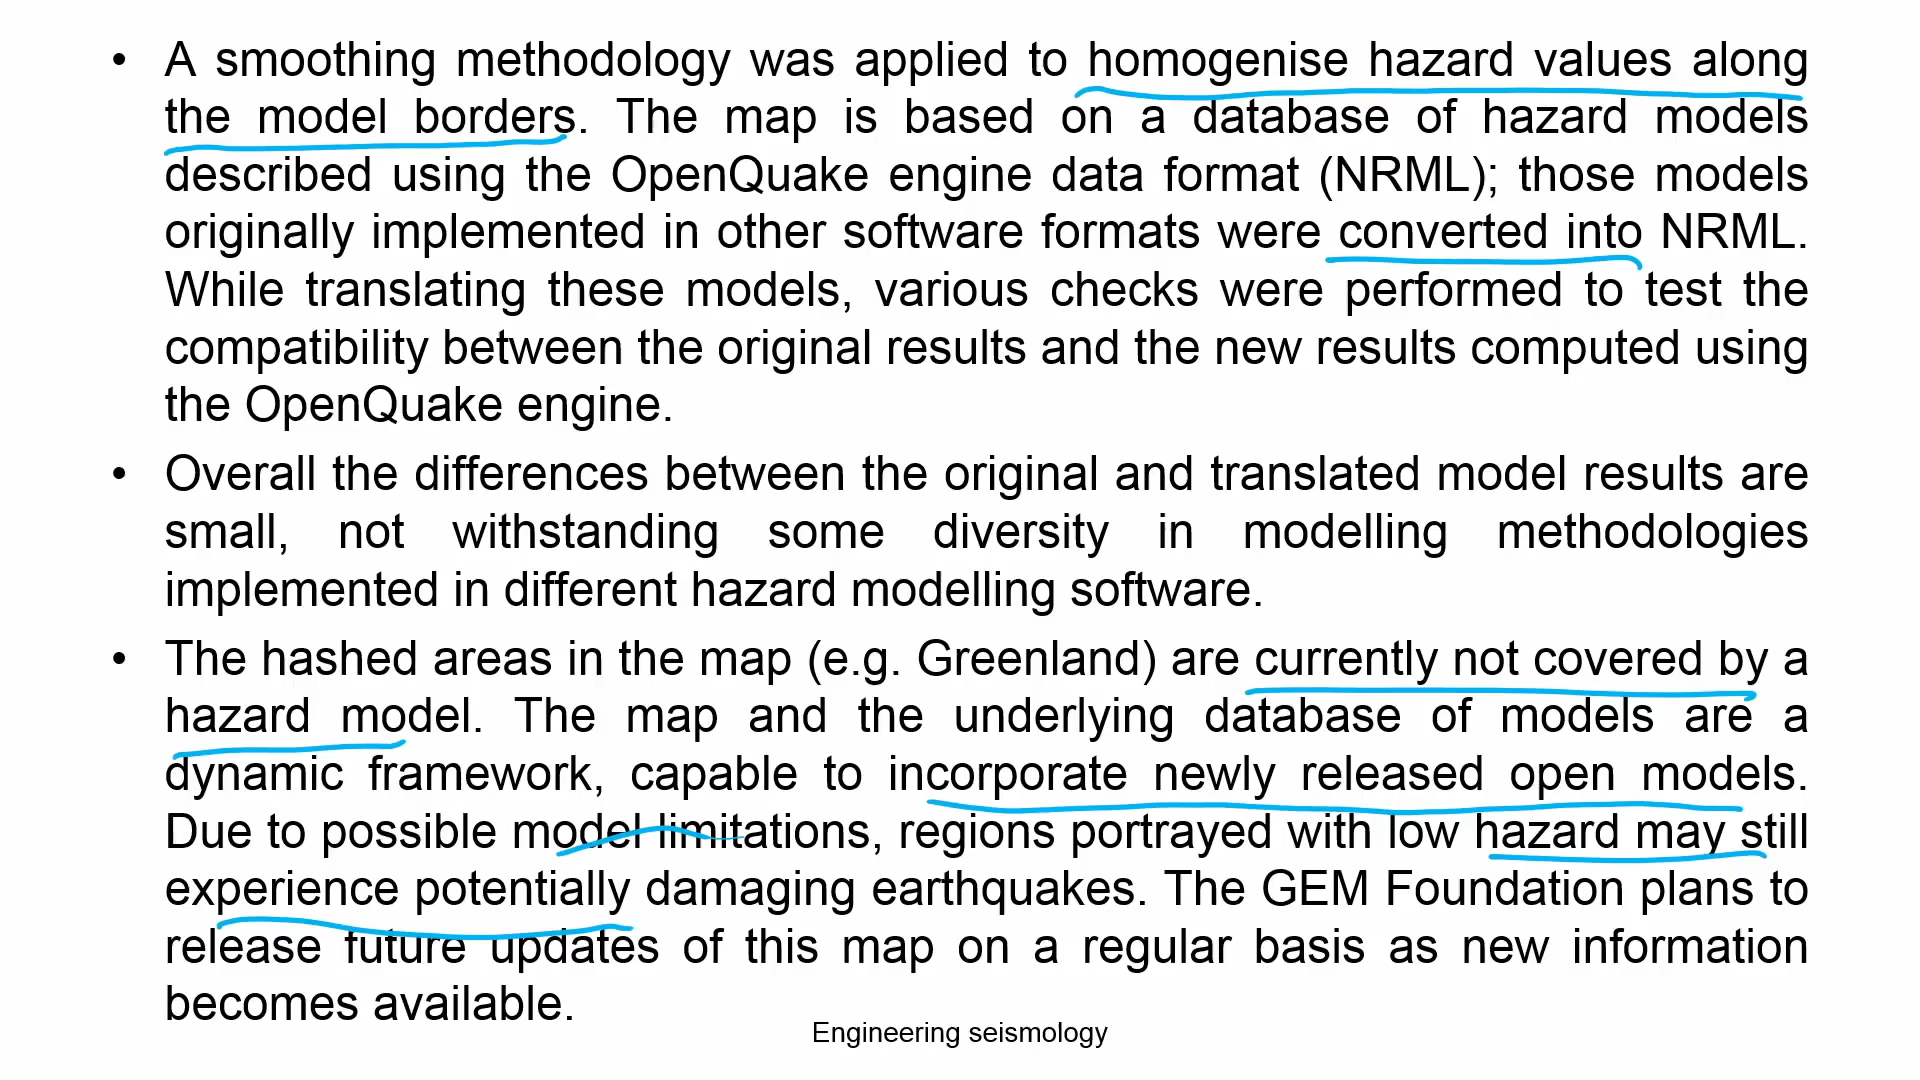 • A smoothing methodology was applied to homogenise hazard values along
the model borders. The map is based on a database of hazard models
described using the OpenQuake engine data format (NRML); those models
originally implemented in other software formats were converted into NRML.
While translating these models, various checks were performed to test the
compatibility between the original results and the new results computed using
the OpenQuake engine.
• Overall the differences between the original and translated model results are
small, not withstanding some diversity in modelling methodologies
implemented in different hazard modelling software.
• The hashed areas in the map (e.g. Greenland) are currently not covered by a
hazard model. The map and the underlying database of models are a
dynamic framework, capable to incorporate newly released open models.
Due to possible model limitations, regions portrayed with low hazard may still
experience potentially damaging earthquakes. The GEM Foundation plans to
release future updates of this map on a regular basis as new information
becomes available.
Engineering seismology